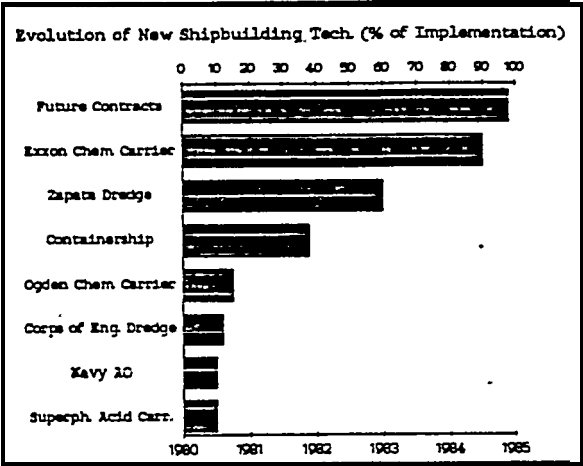 Evolution of New Shipbuilding Tech. (% of Implementation)
0 10 20 30 40 50 60 70 80 90 100
Future Contracts
Exxon Chem Carrier
Zapata Dredge
Containership
Ogden Chem Carrier
Corps of Eng. Dredge
Navy AO
Superph. Acid Carr.
1980 1981 1982 1983 1984 1985